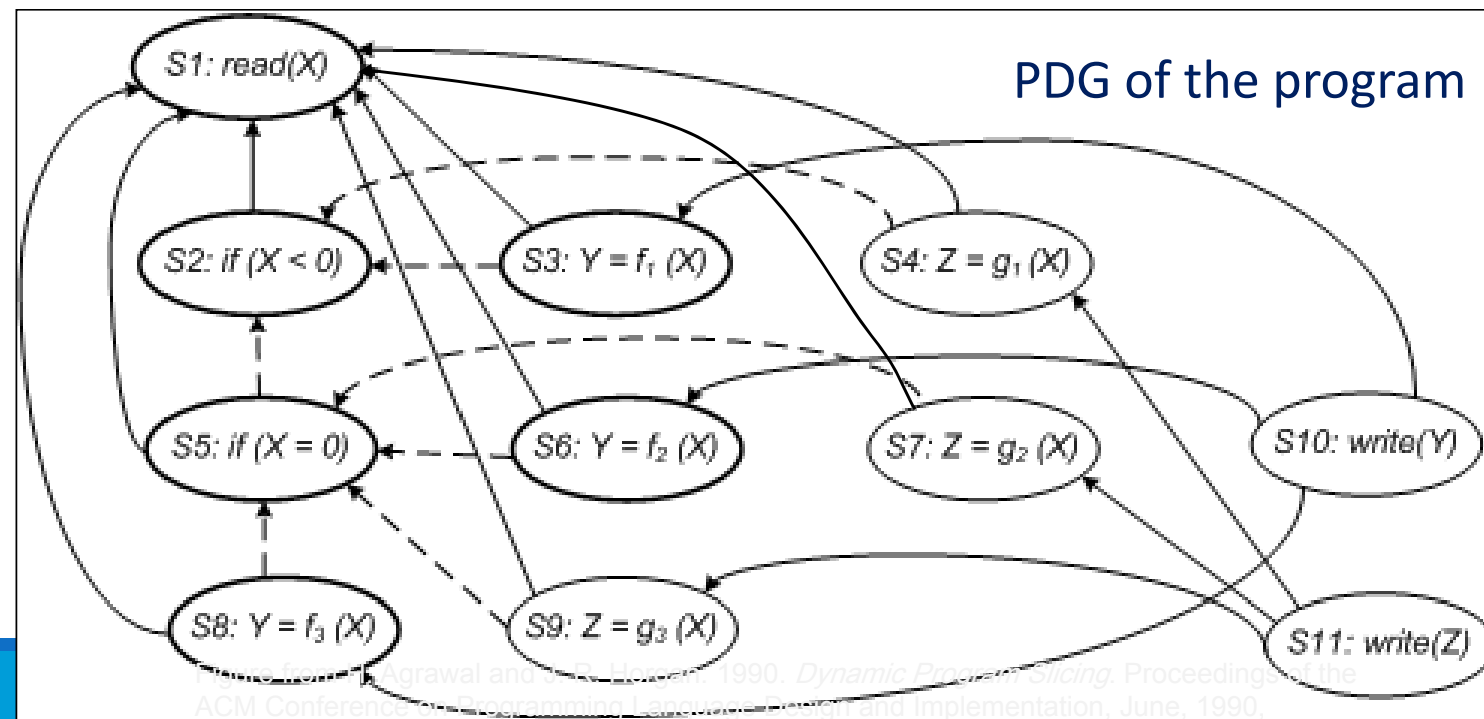 PDG of the program
S1: read(X)
S2: if (X < 0)
S3: Y = f₁ (X)
S4: Z = g₁ (X)
S5: if (X = 0)
S6: Y = f₂ (X)
S7: Z = g₂ (X)
S10: write(Y)
S8: Y = f₃ (X)
S9: Z = g₃ (X)
S11: write(Z)
Figure from H. Agrawal and J. R. Horgan. 1990. Dynamic Program Slicing. Proceedings of the
ACM Conference on Programming Language Design and Implementation, June, 1990,